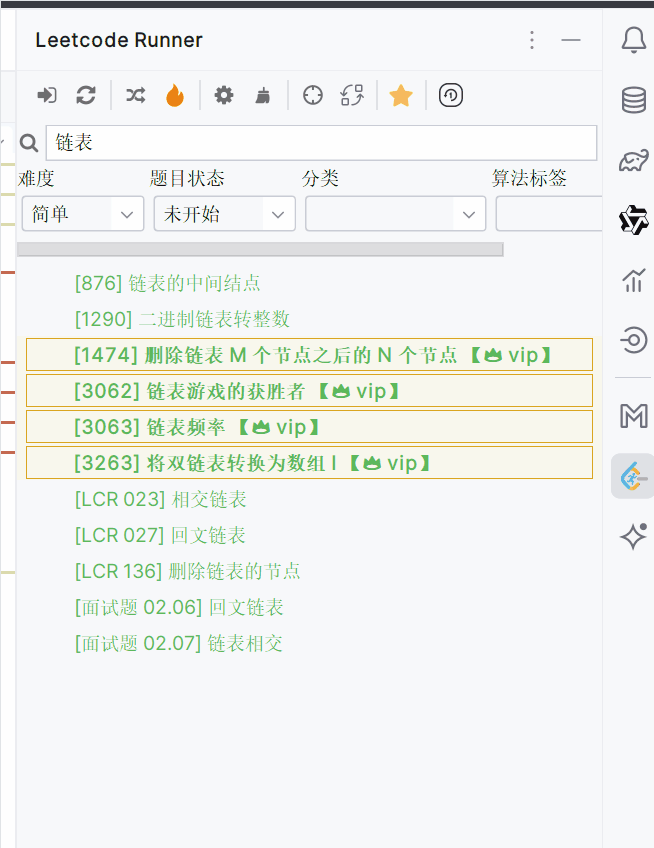 Leetcode Runner
链表
难度 题目状态 分类 算法标签
简单 未开始
[876] 链表的中间结点
[1290] 二进制链表转整数
[1474] 删除链表 M 个节点之后的 N 个节点【vip】
[3062] 链表游戏的获胜者【vip】
[3063] 链表频率【vip】
[3263] 将双链表转换为数组 I【vip】
[LCR 023] 相交链表
[LCR 027] 回文链表
[LCR 136] 删除链表的节点
[面试题 02.06] 回文链表
[面试题 02.07] 链表相交